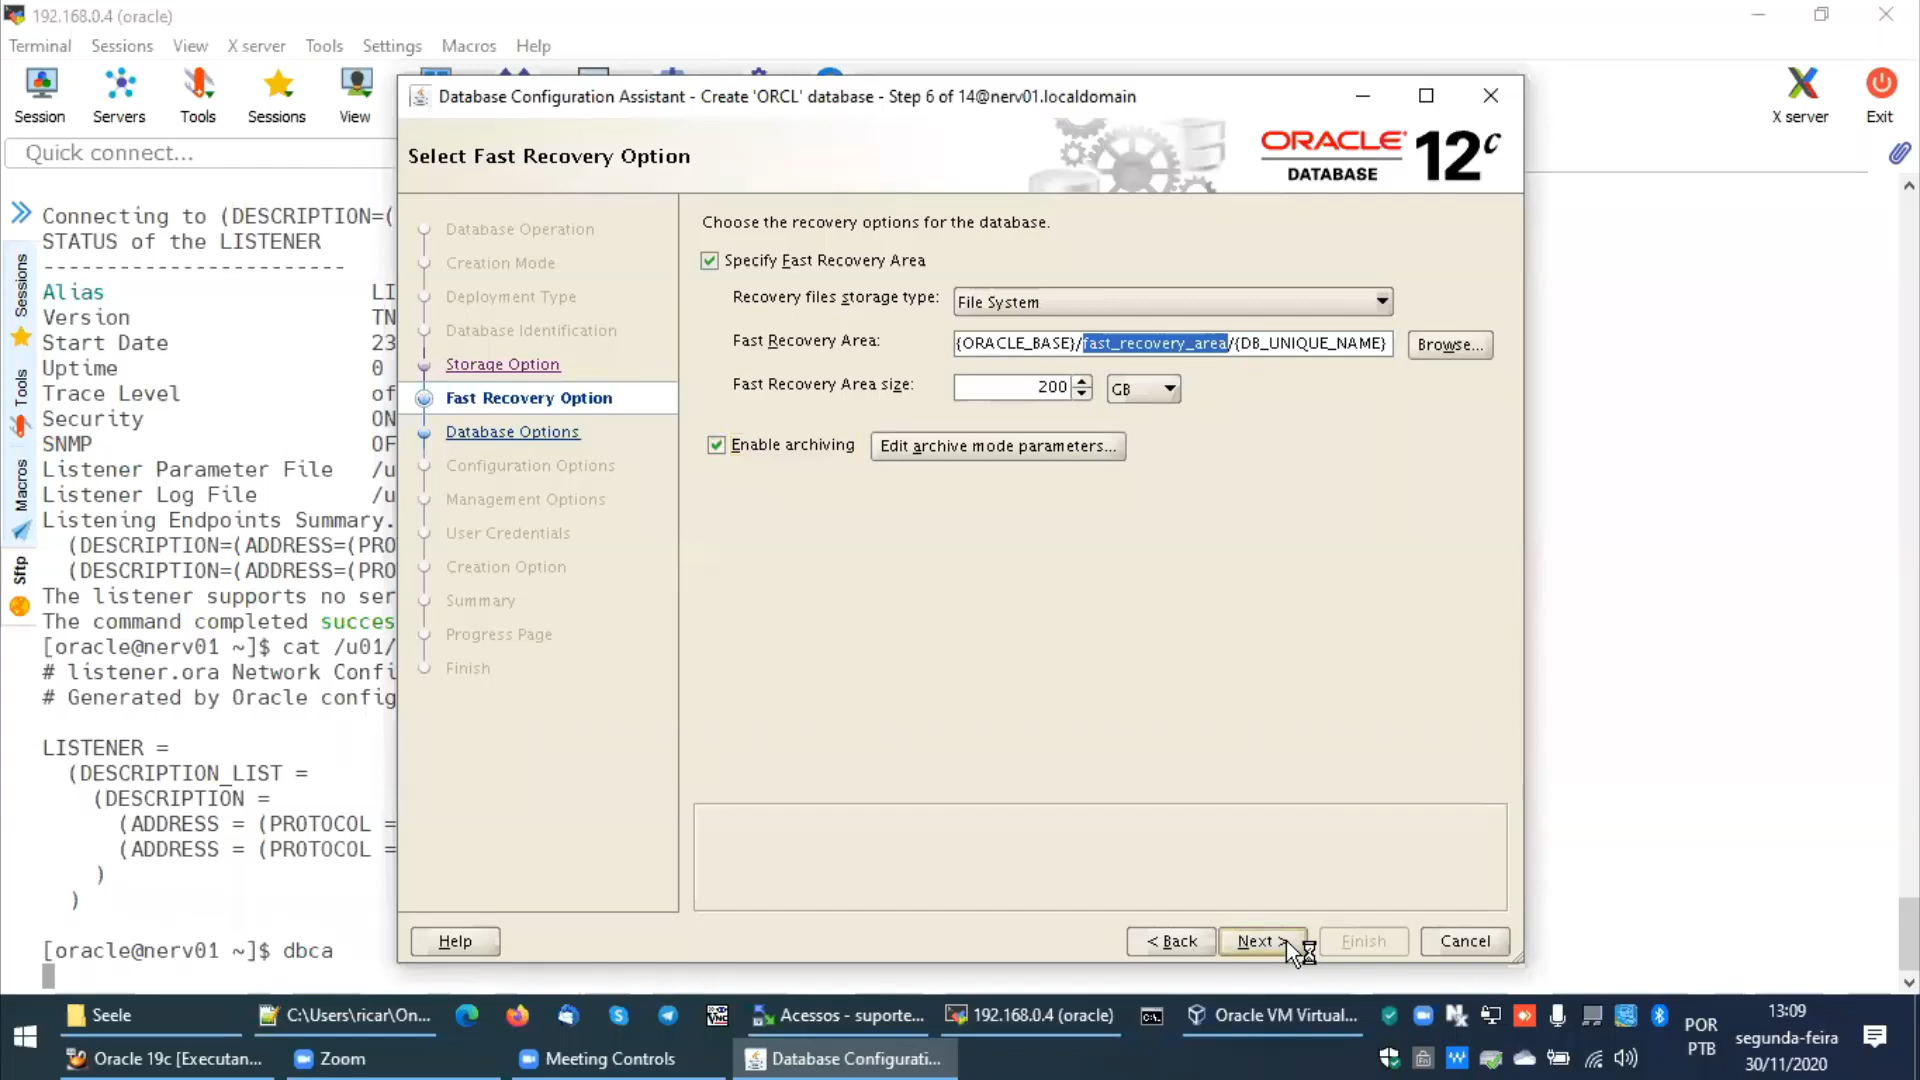 192.168.0.4 (oracle)
Terminal Sessions View X server Tools Settings Macros Help
Session Servers Tools Sessions View X server Exit
Quick connect...
Sessions
Tools
Macros
Sftp
Connecting to (DESCRIPTION=(
STATUS of the LISTENER
------------------------
Alias LI
Version TN
Start Date 23
Uptime 0
Trace Level of
Security ON
SNMP OF
Listener Parameter File /u
Listener Log File /u
Listening Endpoints Summary.
(DESCRIPTION=(ADDRESS=(PRO
(DESCRIPTION=(ADDRESS=(PRO
The listener supports no ser
The command completed succes
[oracle@nerv01 ~]$ cat /u01/
# listener.ora Network Confi
# Generated by Oracle config
LISTENER =
(DESCRIPTION_LIST =
(DESCRIPTION =
(ADDRESS = (PROTOCOL =
(ADDRESS = (PROTOCOL =
)
)
[oracle@nerv01 ~]$ dbca
Database Configuration Assistant - Create 'ORCL' database - Step 6 of 14@nerv01.localdomain
Select Fast Recovery Option
ORACLE DATABASE 12c
Database Operation
Creation Mode
Deployment Type
Database Identification
Storage Option
Fast Recovery Option
Database Options
Configuration Options
Management Options
User Credentials
Creation Option
Summary
Progress Page
Finish
Choose the recovery options for the database.
Specify Fast Recovery Area
Recovery files storage type: File System
Fast Recovery Area: {ORACLE_BASE}/fast_recovery_area/{DB_UNIQUE_NAME} Browse...
Fast Recovery Area size: 200 GB
Enable archiving Edit archive mode parameters...
Help < Back Next > Finish Cancel
Seele C:\Users\ricar\On... Acessos - suporte... 192.168.0.4 (oracle) Oracle VM Virtual...
Oracle 19c [Executan... Zoom Meeting Controls Database Configurati...
POR
PTB
13:09
segunda-feira
30/11/2020